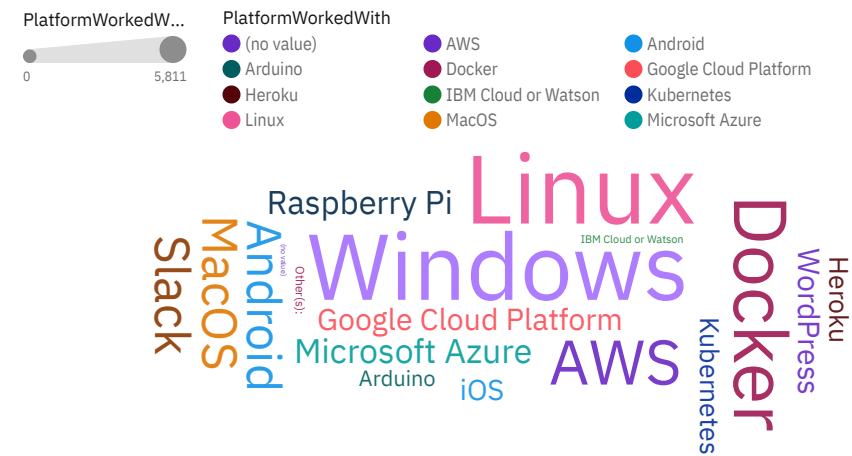 PlatformWorkedW...
0 5,811
PlatformWorkedWith
(no value) AWS Android
Arduino Docker Google Cloud Platform
Heroku IBM Cloud or Watson Kubernetes
Linux MacOS Microsoft Azure
Linux
Raspberry Pi
Docker
Slack
MacOS
Android
(no value)
Other(s):
Windows
IBM Cloud or Watson
WordPress
Heroku
Google Cloud Platform
Microsoft Azure
AWS
Kubernetes
Arduino
iOS